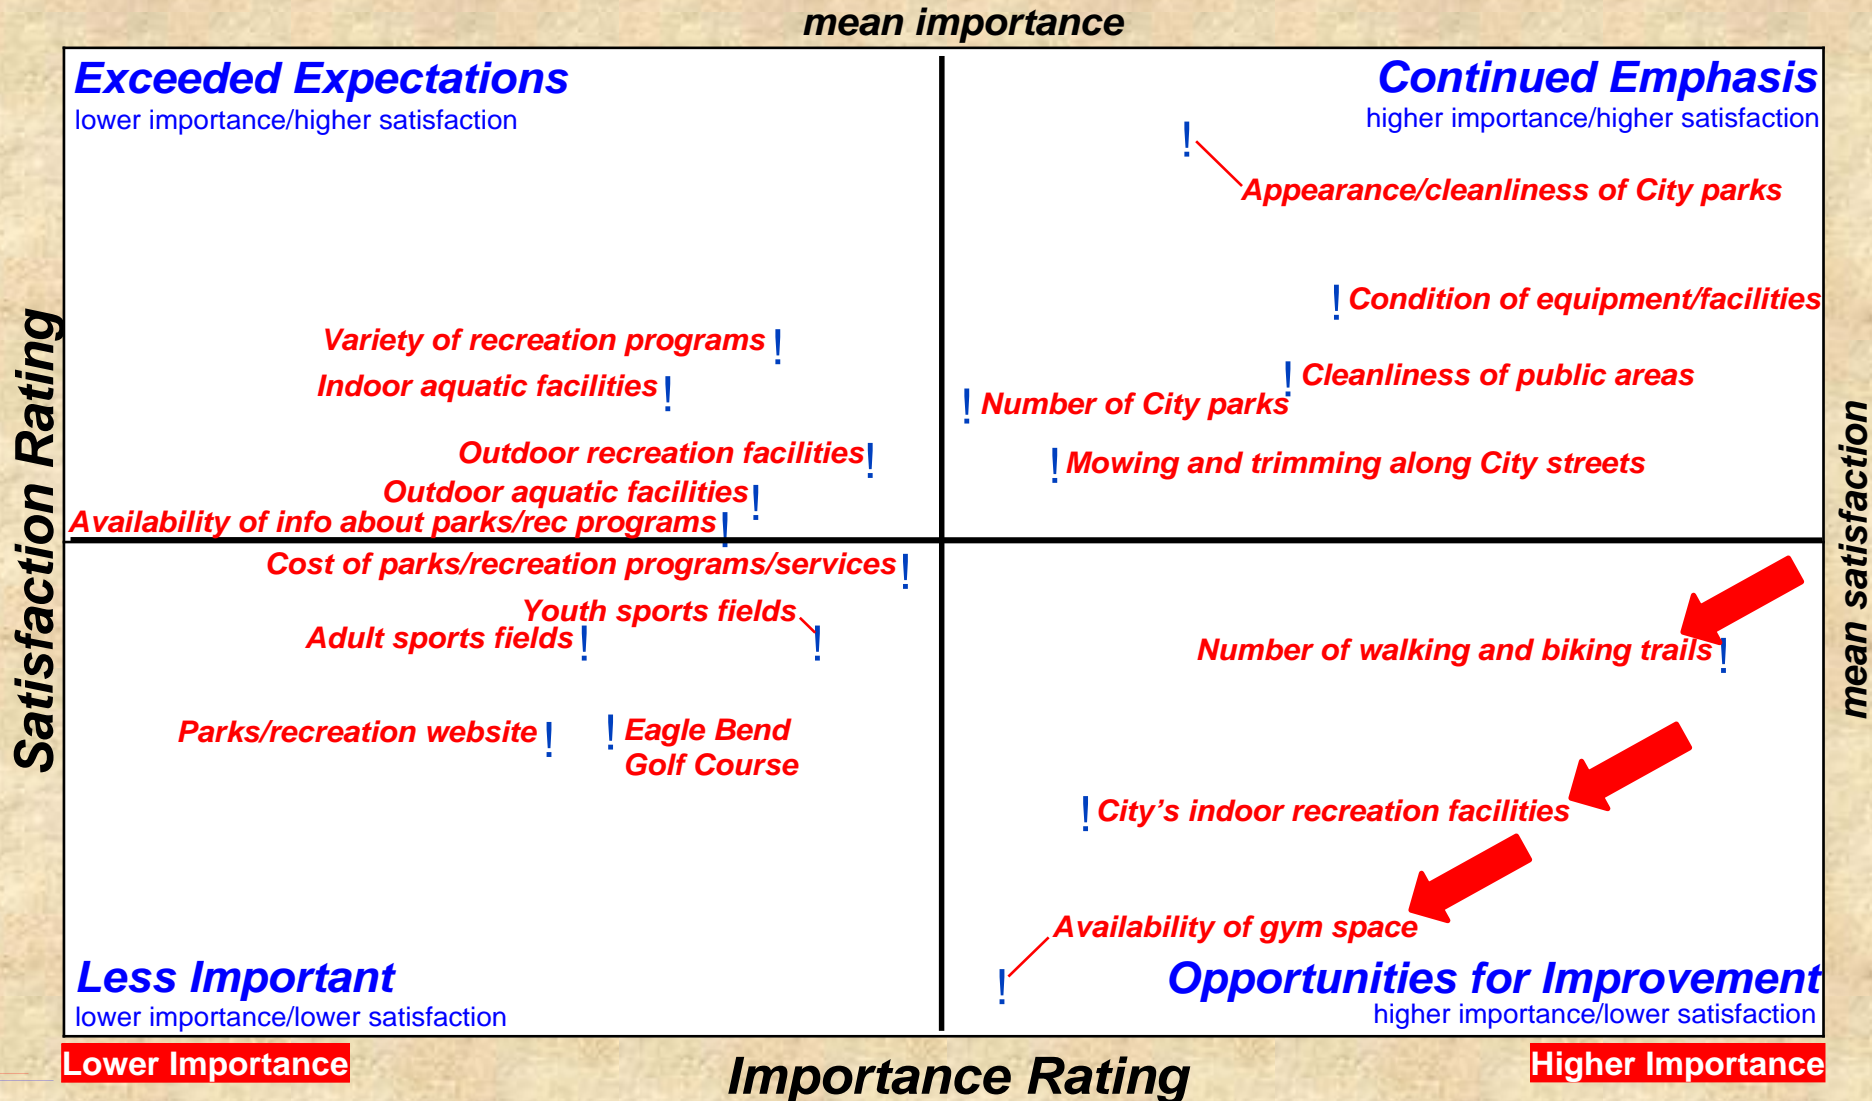 mean importance
Exceeded Expectations
lower importance/higher satisfaction
Continued Emphasis
higher importance/higher satisfaction
Appearance/cleanliness of City parks
Condition of equipment/facilities
Variety of recreation programs
Cleanliness of public areas
Indoor aquatic facilities
Number of City parks
Outdoor recreation facilities
Mowing and trimming along City streets
Outdoor aquatic facilities
Availability of info about parks/rec programs
Satisfaction Rating
mean satisfaction
Cost of parks/recreation programs/services
Youth sports fields
Adult sports fields
Number of walking and biking trails
Parks/recreation website
Eagle Bend
Golf Course
City’s indoor recreation facilities
Availability of gym space
Less Important
lower importance/lower satisfaction
Opportunities for Improvement
higher importance/lower satisfaction
Lower Importance
Importance Rating
Higher Importance